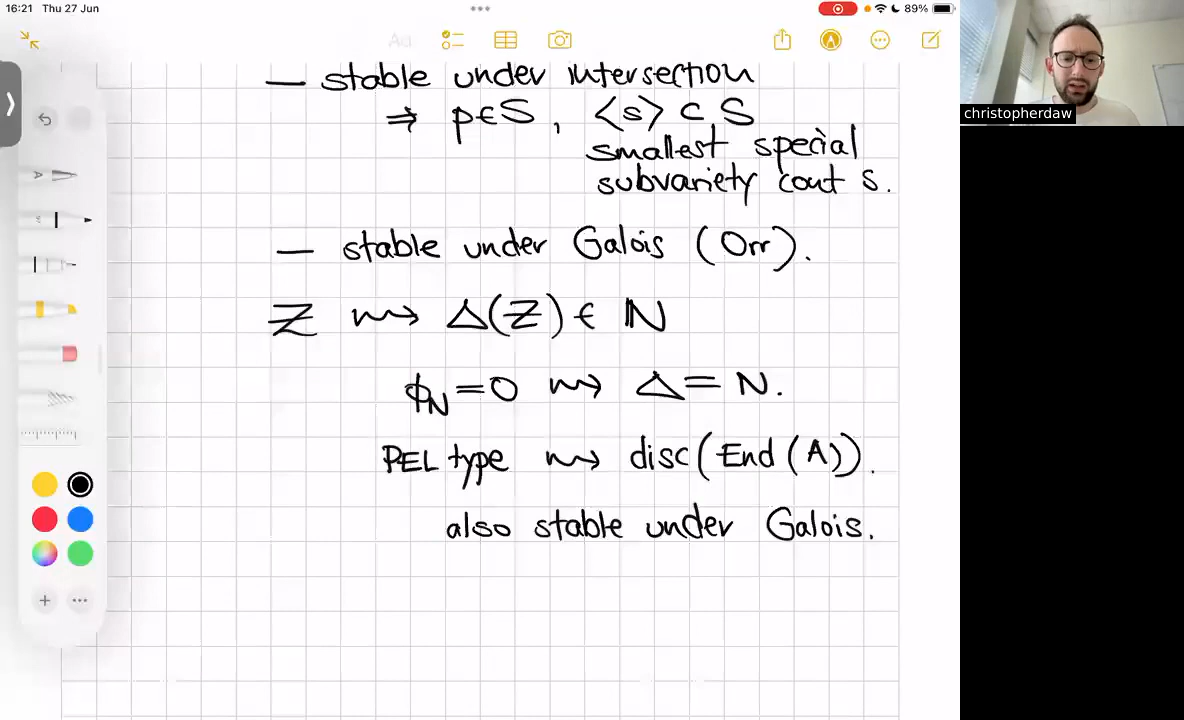 16:21 Thu 27 Jun
89%
Aa
— stable under intersection
⇒ p∈S, <s> ⊂ S
smallest special
subvariety cont s.
— stable under Galois (Orr).
Z ⇝ Δ(Z) ∈ ℕ
ϕ_N = 0 ⇝ Δ = N.
PEL type ⇝ disc(End(A)).
also stable under Galois.
christopherdaw